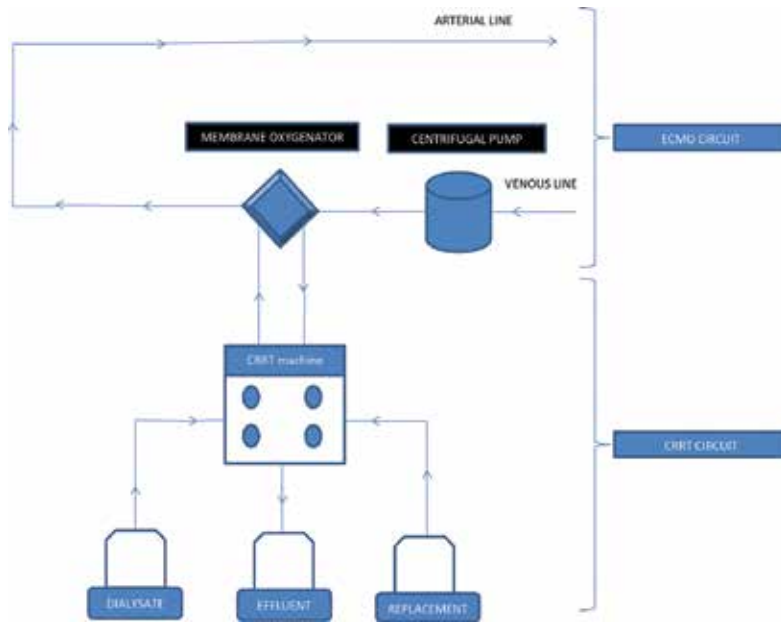 ARTERIAL LINE
MEMBRANE OXYGENATOR
CENTRIFUGAL PUMP
ECMO CIRCUIT
VENOUS LINE
CRRT machine
CRRT CIRCUIT
DIALYSATE
EFFLUENT
REPLACEMENT